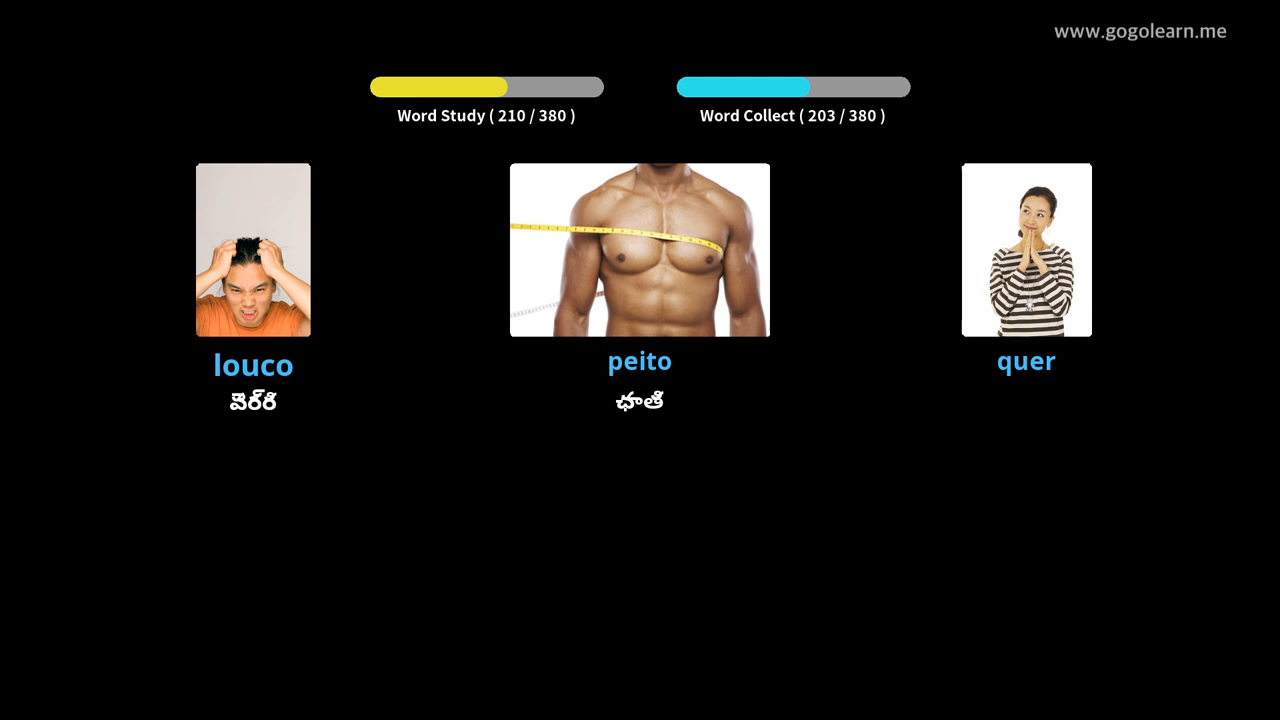 www.gogolearn.me
Word Study ( 210 / 380 )
Word Collect ( 203 / 380 )
louco
peito
quer
వెర్రి
ఛాతీ